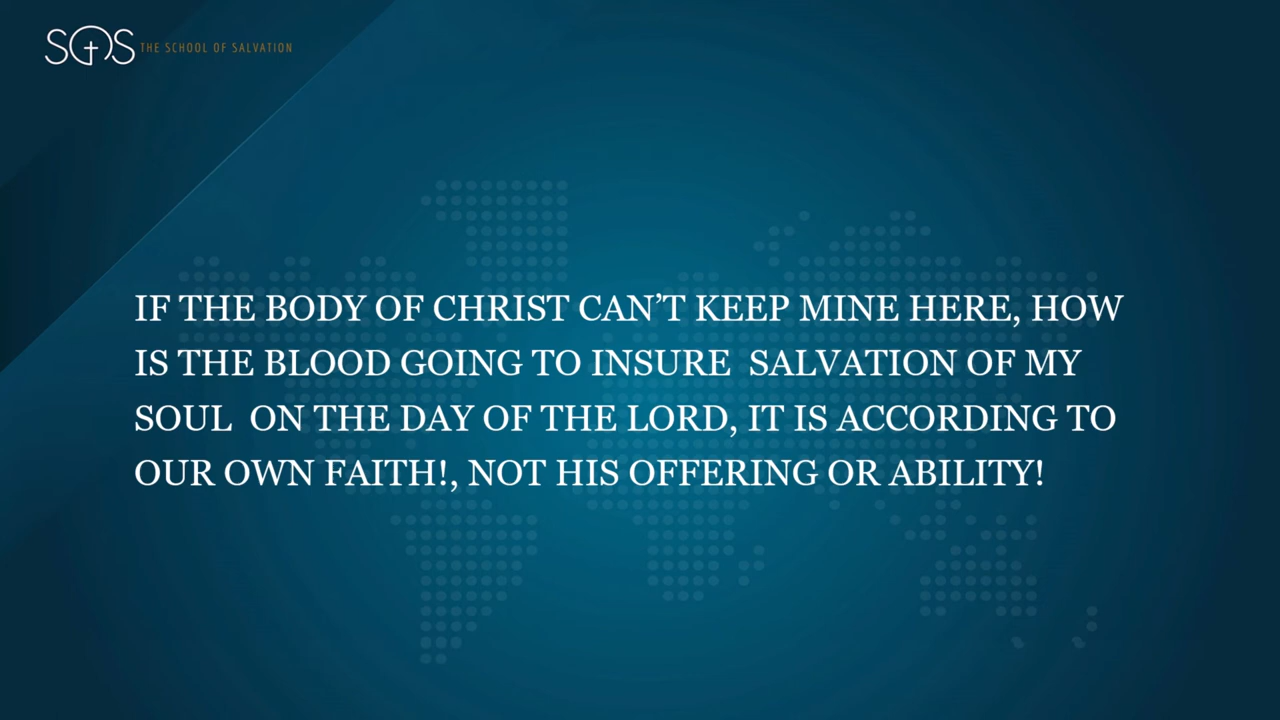 SOS THE SCHOOL OF SALVATION
IF THE BODY OF CHRIST CAN’T KEEP MINE HERE, HOW
IS THE BLOOD GOING TO INSURE  SALVATION OF MY
SOUL  ON THE DAY OF THE LORD, IT IS ACCORDING TO
OUR OWN FAITH!, NOT HIS OFFERING OR ABILITY!